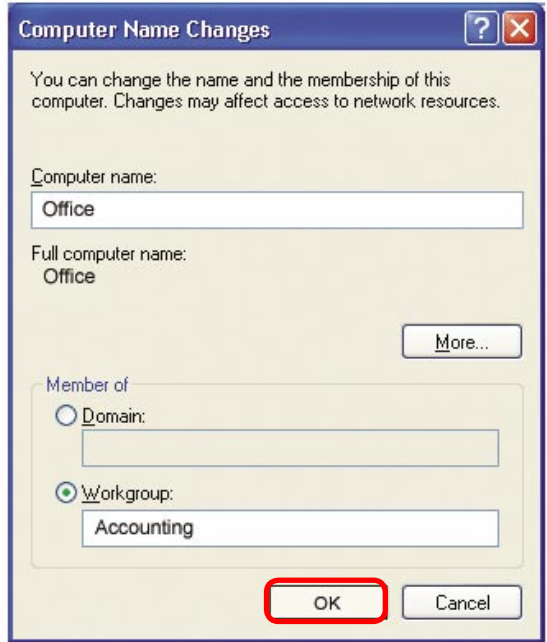 Computer Name Changes
You can change the name and the membership of this
computer. Changes may affect access to network resources.
Computer name:
Office
Full computer name:
Office
More...
Member of
Domain:
Workgroup:
Accounting
OK
Cancel